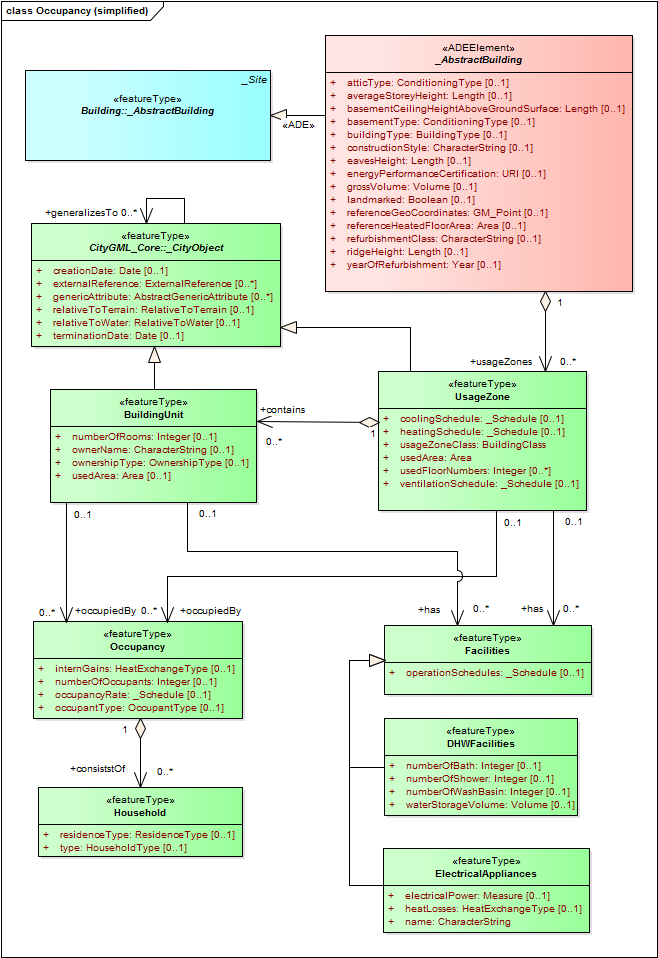 class Occupancy (simplified)
_Site
«featureType»
Building::_AbstractBuilding
«ADE»
«ADEElement»
_AbstractBuilding
+ atticType: ConditioningType [0..1]
+ averageStoreyHeight: Length [0..1]
+ basementCeilingHeightAboveGroundSurface: Length [0..1]
+ basementType: ConditioningType [0..1]
+ buildingType: BuildingType [0..1]
+ constructionStyle: CharacterString [0..1]
+ eavesHeight: Length [0..1]
+ energyPerformanceCertification: URI [0..1]
+ grossVolume: Volume [0..1]
+ landmarked: Boolean [0..1]
+ referenceGeoCoordinates: GM_Point [0..1]
+ referenceHeatedFloorArea: Area [0..1]
+ refurbishmentClass: CharacterString [0..1]
+ ridgeHeight: Length [0..1]
+ yearOfRefurbishment: Year [0..1]
+generalizesTo 0..*
«featureType»
CityGML_Core::_CityObject
+ creationDate: Date [0..1]
+ externalReference: ExternalReference [0..*]
+ genericAttribute: AbstractGenericAttribute [0..*]
+ relativeToTerrain: RelativeToTerrain [0..1]
+ relativeToWater: RelativeToWater [0..1]
+ terminationDate: Date [0..1]
1
+usageZones 0..*
«featureType»
BuildingUnit
+ numberOfRooms: Integer [0..1]
+ ownerName: CharacterString [0..1]
+ ownershipType: OwnershipType [0..1]
+ usedArea: Area [0..1]
+contains
0..*
1
«featureType»
UsageZone
+ coolingSchedule: _Schedule [0..1]
+ heatingSchedule: _Schedule [0..1]
+ usageZoneClass: BuildingClass
+ usedArea: Area
+ usedFloorNumbers: Integer [0..*]
+ ventilationSchedule: _Schedule [0..1]
0..1
0..1
0..1
0..1
0..*
+occupiedBy
0..*
+occupiedBy
+has
0..*
+has
0..*
«featureType»
Occupancy
+ internGains: HeatExchangeType [0..1]
+ numberOfOccupants: Integer [0..1]
+ occupancyRate: _Schedule [0..1]
+ occupantType: OccupantType [0..1]
«featureType»
Facilities
+ operationSchedules: _Schedule [0..1]
1
+consiststOf
0..*
«featureType»
DHWFacilities
+ numberOfBath: Integer [0..1]
+ numberOfShower: Integer [0..1]
+ numberOfWashBasin: Integer [0..1]
+ waterStorageVolume: Volume [0..1]
«featureType»
Household
+ residenceType: ResidenceType [0..1]
+ type: HouseholdType [0..1]
«featureType»
ElectricalAppliances
+ electricalPower: Measure [0..1]
+ heatLosses: HeatExchangeType [0..1]
+ name: CharacterString